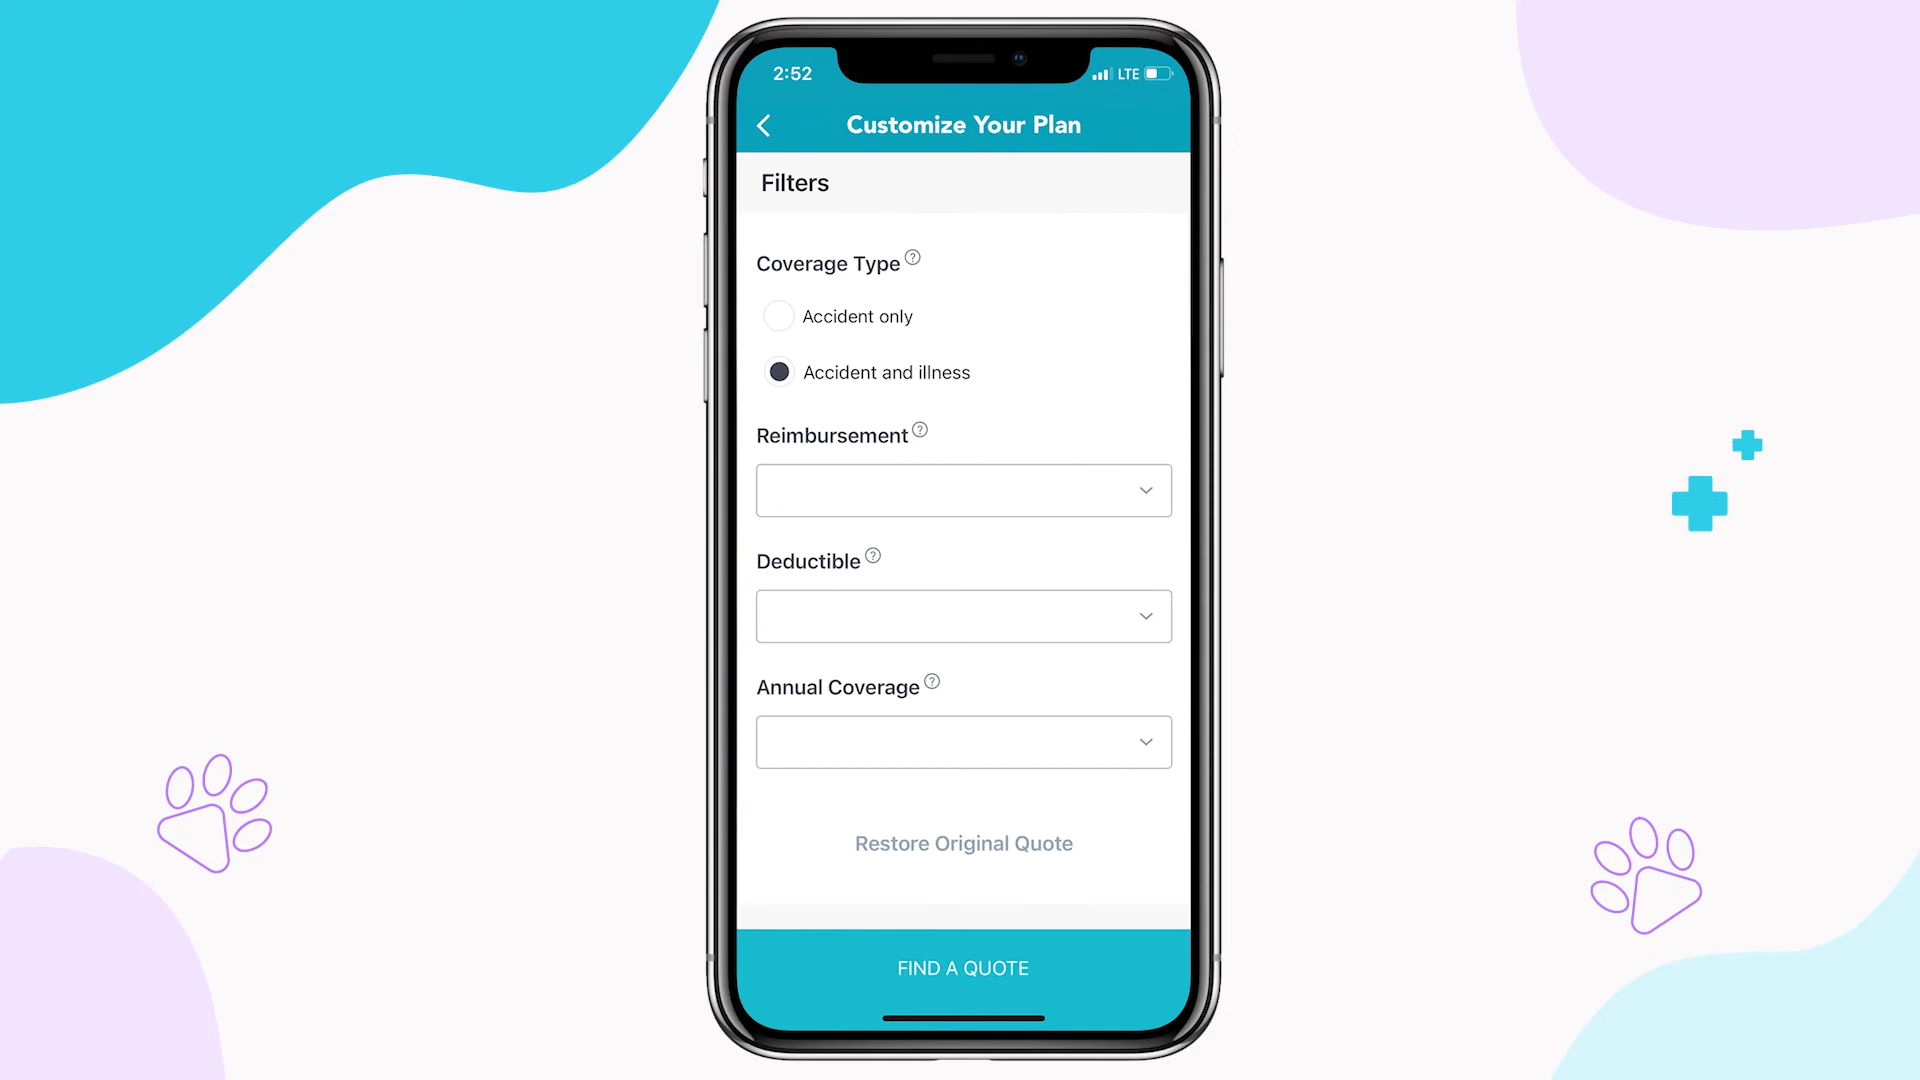 2:52
LTE
Customize Your Plan
Filters
Coverage Type ?
Accident only
Accident and illness
Reimbursement ?
Deductible ?
Annual Coverage ?
Restore Original Quote
FIND A QUOTE